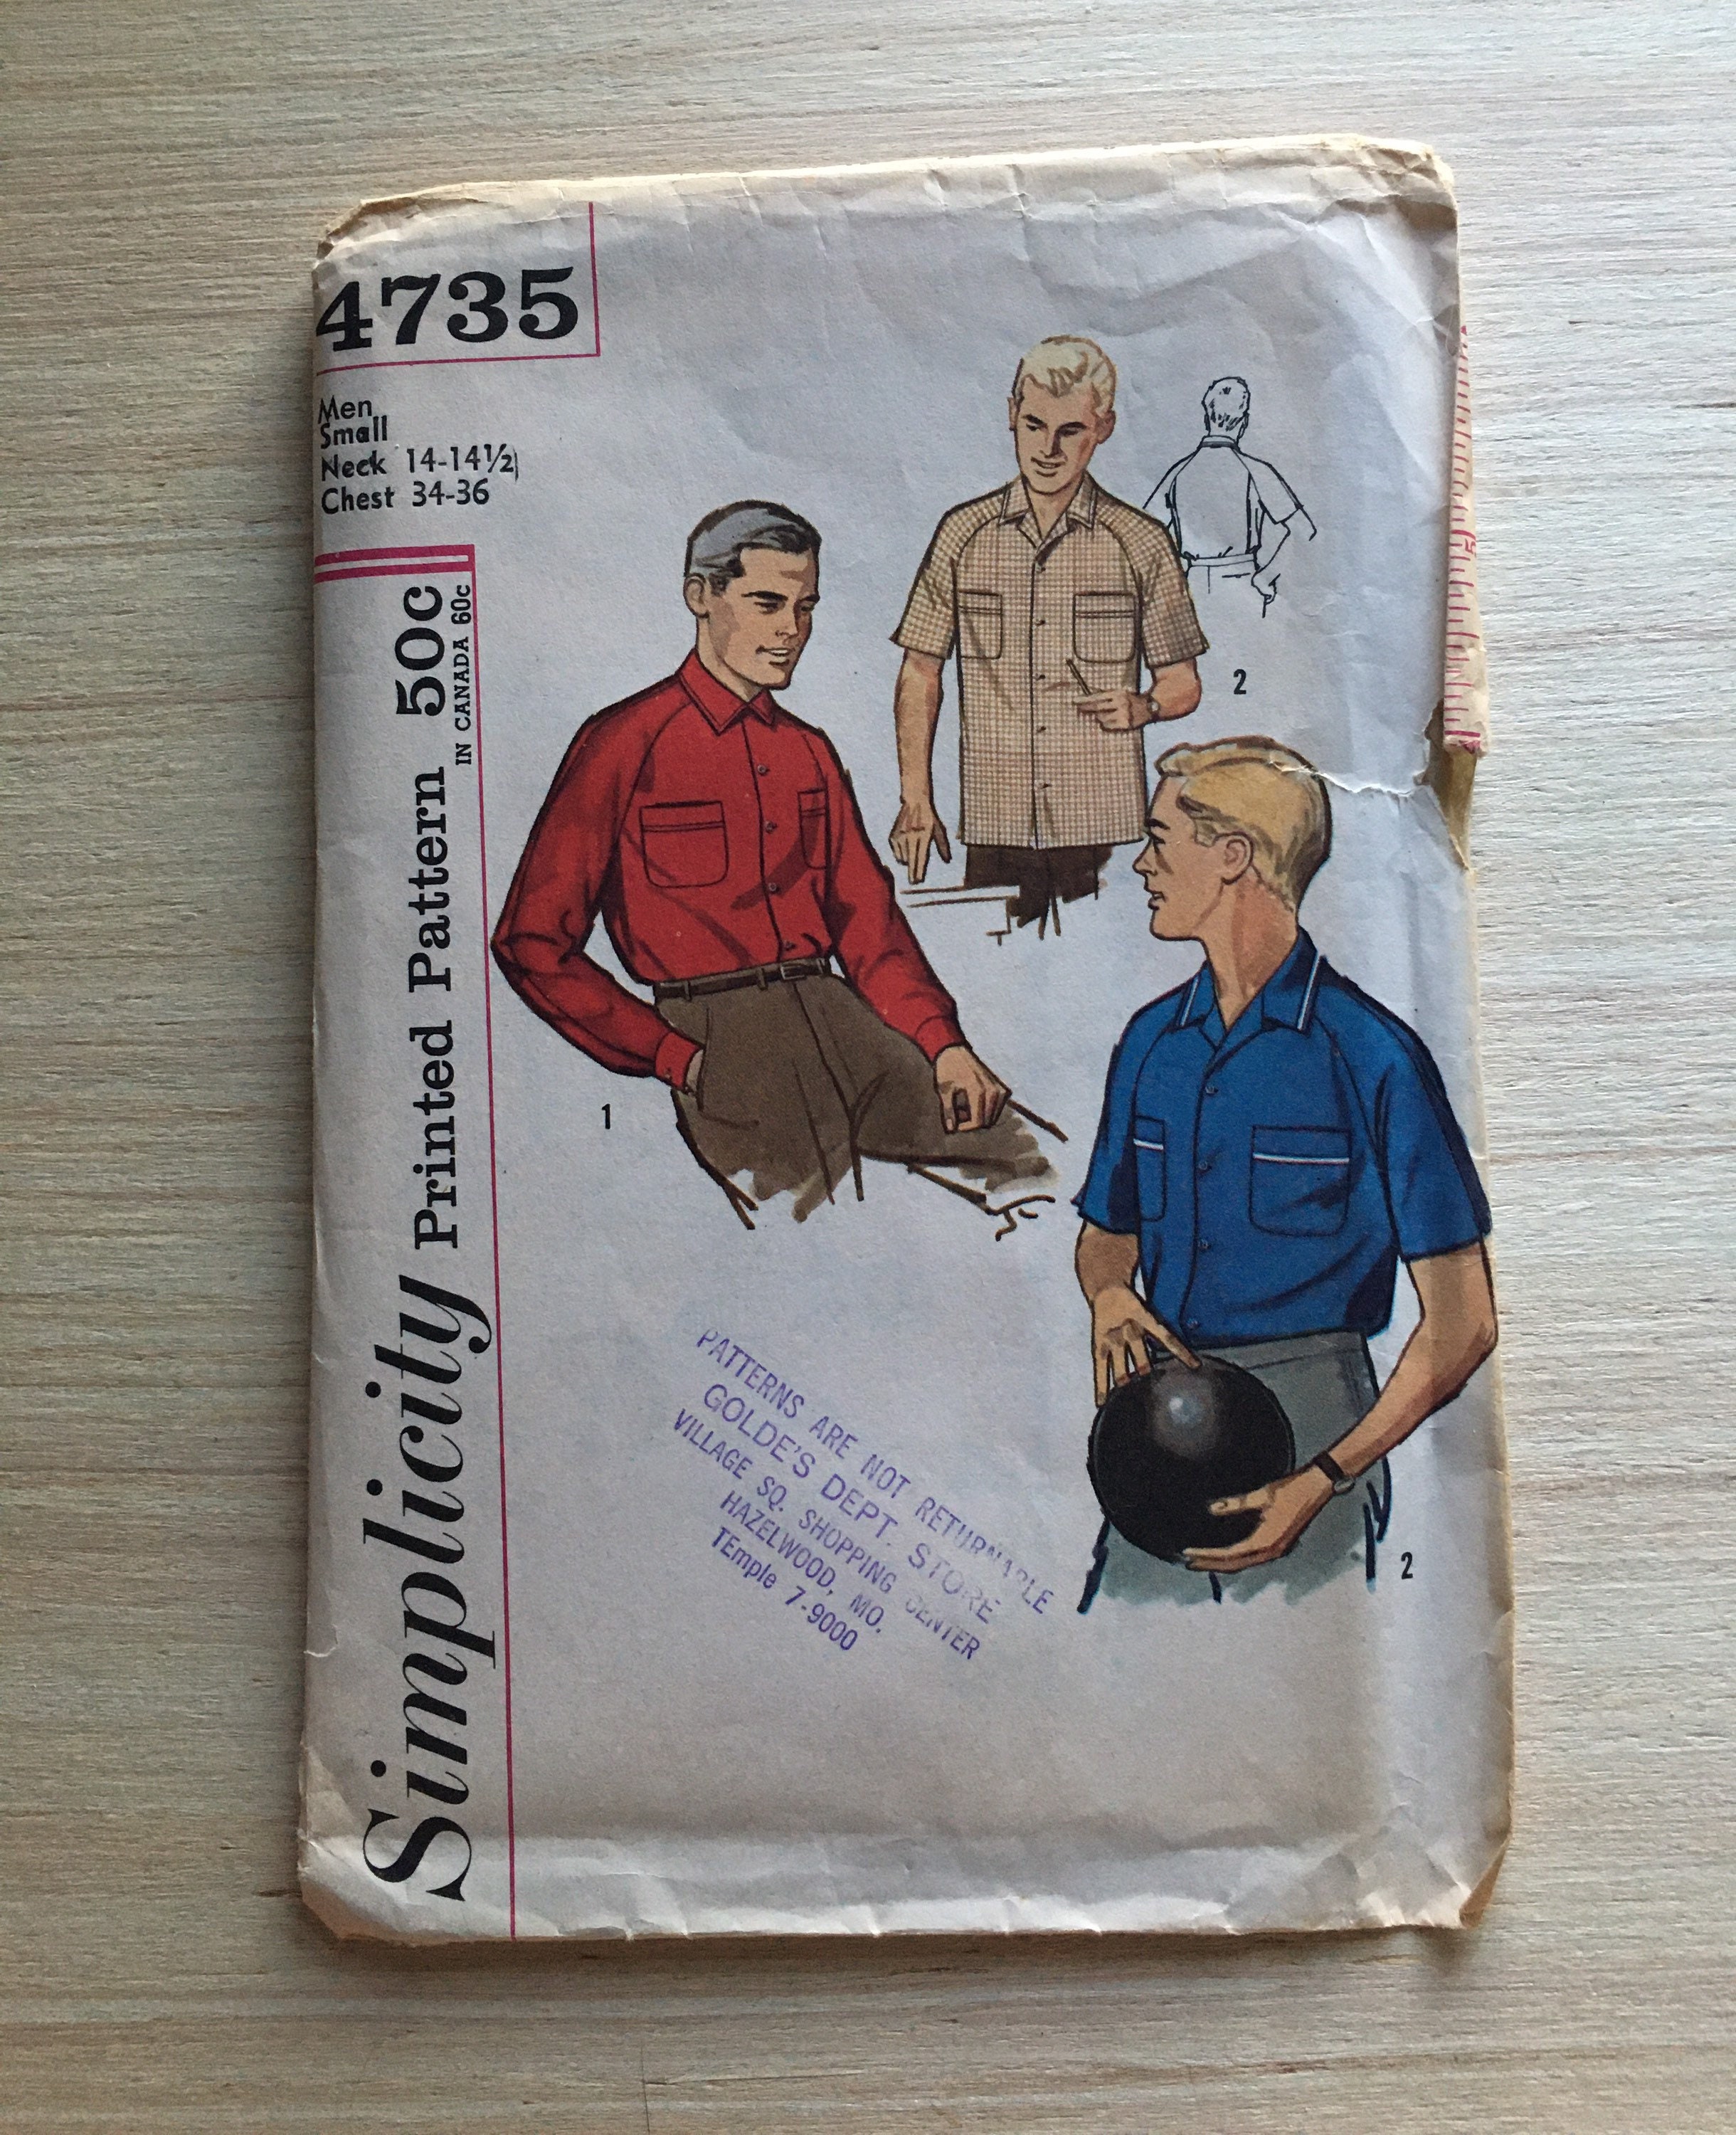 4735
Men
Small
Neck 14-14½
Chest 34-36
Simplicity Printed Pattern 50c
IN CANADA 60c
1
2
2
PATTERNS ARE NOT RETURNABLE
GOLDE'S DEPT. STORE
VILLAGE SQ. SHOPPING CENTER
HAZELWOOD, MO.
TEmple 7-9000
5